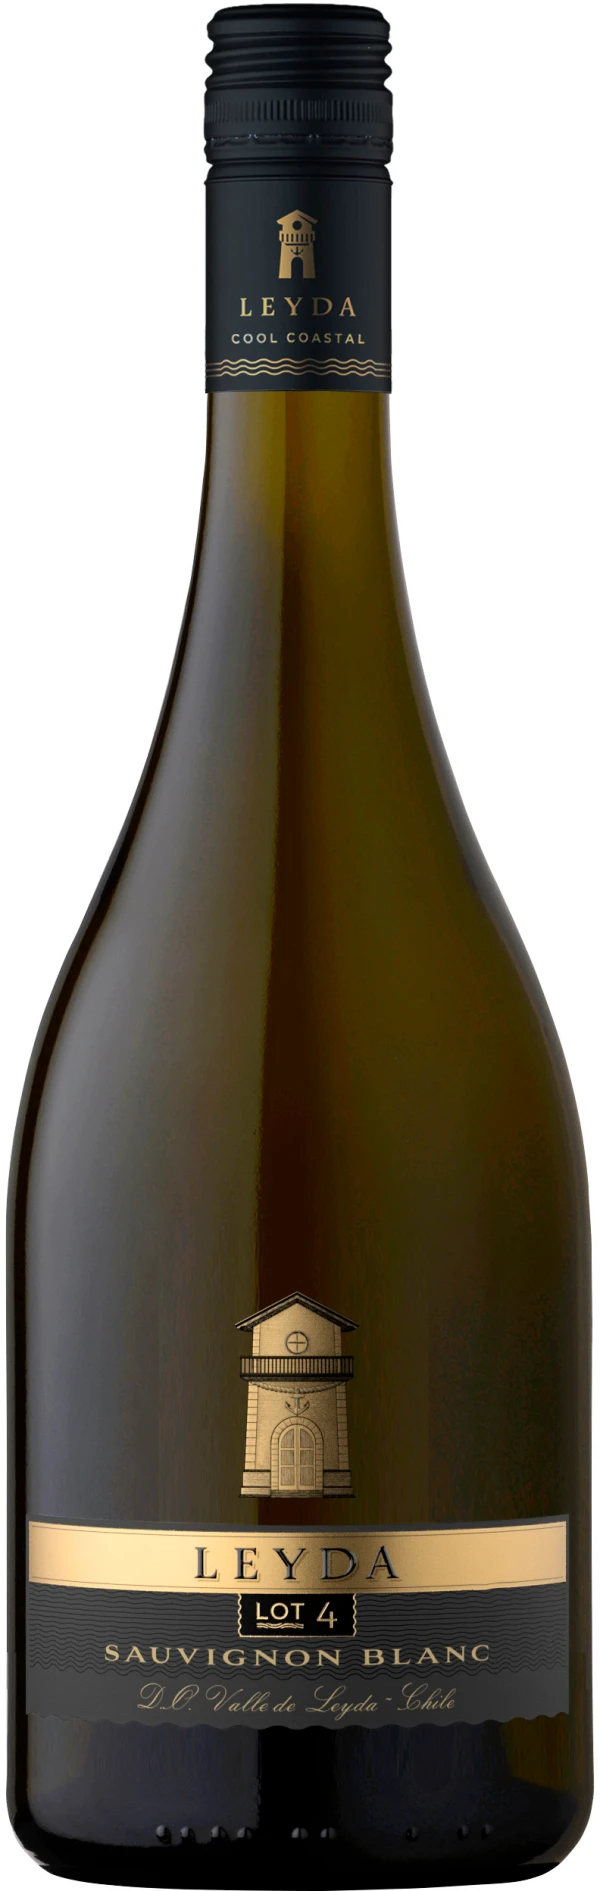 LEYDA
COOL COASTAL
LEYDA
LOT 4
SAUVIGNON BLANC
D.O. Valle de Leyda - Chile